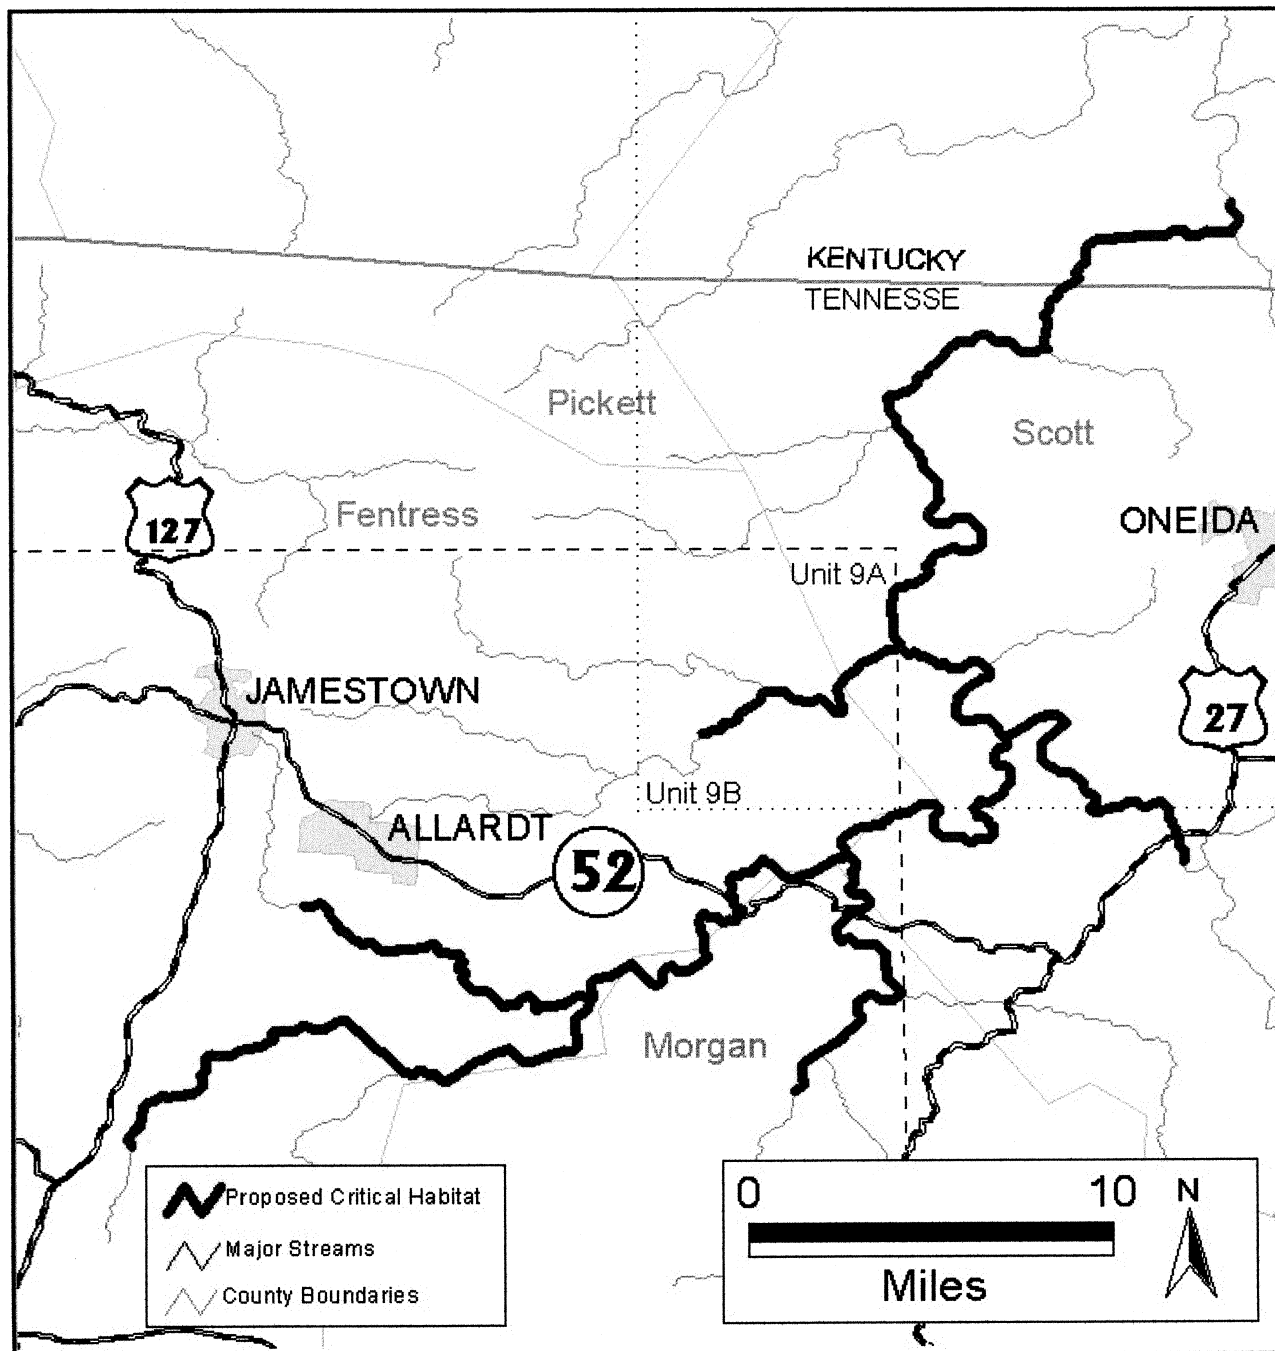 KENTUCKY
TENNESSE
Pickett
Scott
127
Fentress
ONEIDA
Unit 9A
JAMESTOWN
27
Unit 9B
ALLARDT
52
Morgan
Proposed Critical Habitat
Major Streams
County Boundaries
0 10 N
Miles